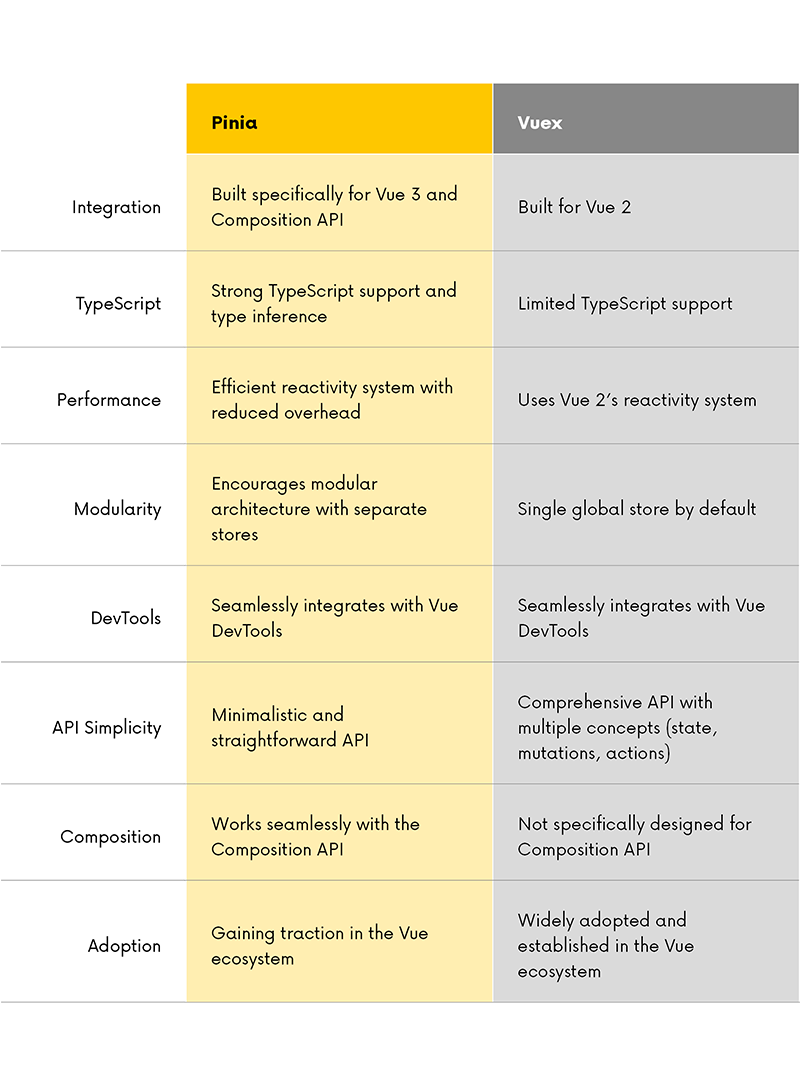 Pinia
Vuex
Integration
Built specifically for Vue 3 and
Composition API
Built for Vue 2
TypeScript
Strong TypeScript support and
type inference
Limited TypeScript support
Performance
Efficient reactivity system with
reduced overhead
Uses Vue 2’s reactivity system
Modularity
Encourages modular
architecture with separate
stores
Single global store by default
DevTools
Seamlessly integrates with Vue
DevTools
Seamlessly integrates with Vue
DevTools
API Simplicity
Minimalistic and
straightforward API
Comprehensive API with
multiple concepts (state,
mutations, actions)
Composition
Works seamlessly with the
Composition API
Not specifically designed for
Composition API
Adoption
Gaining traction in the Vue
ecosystem
Widely adopted and
established in the Vue
ecosystem